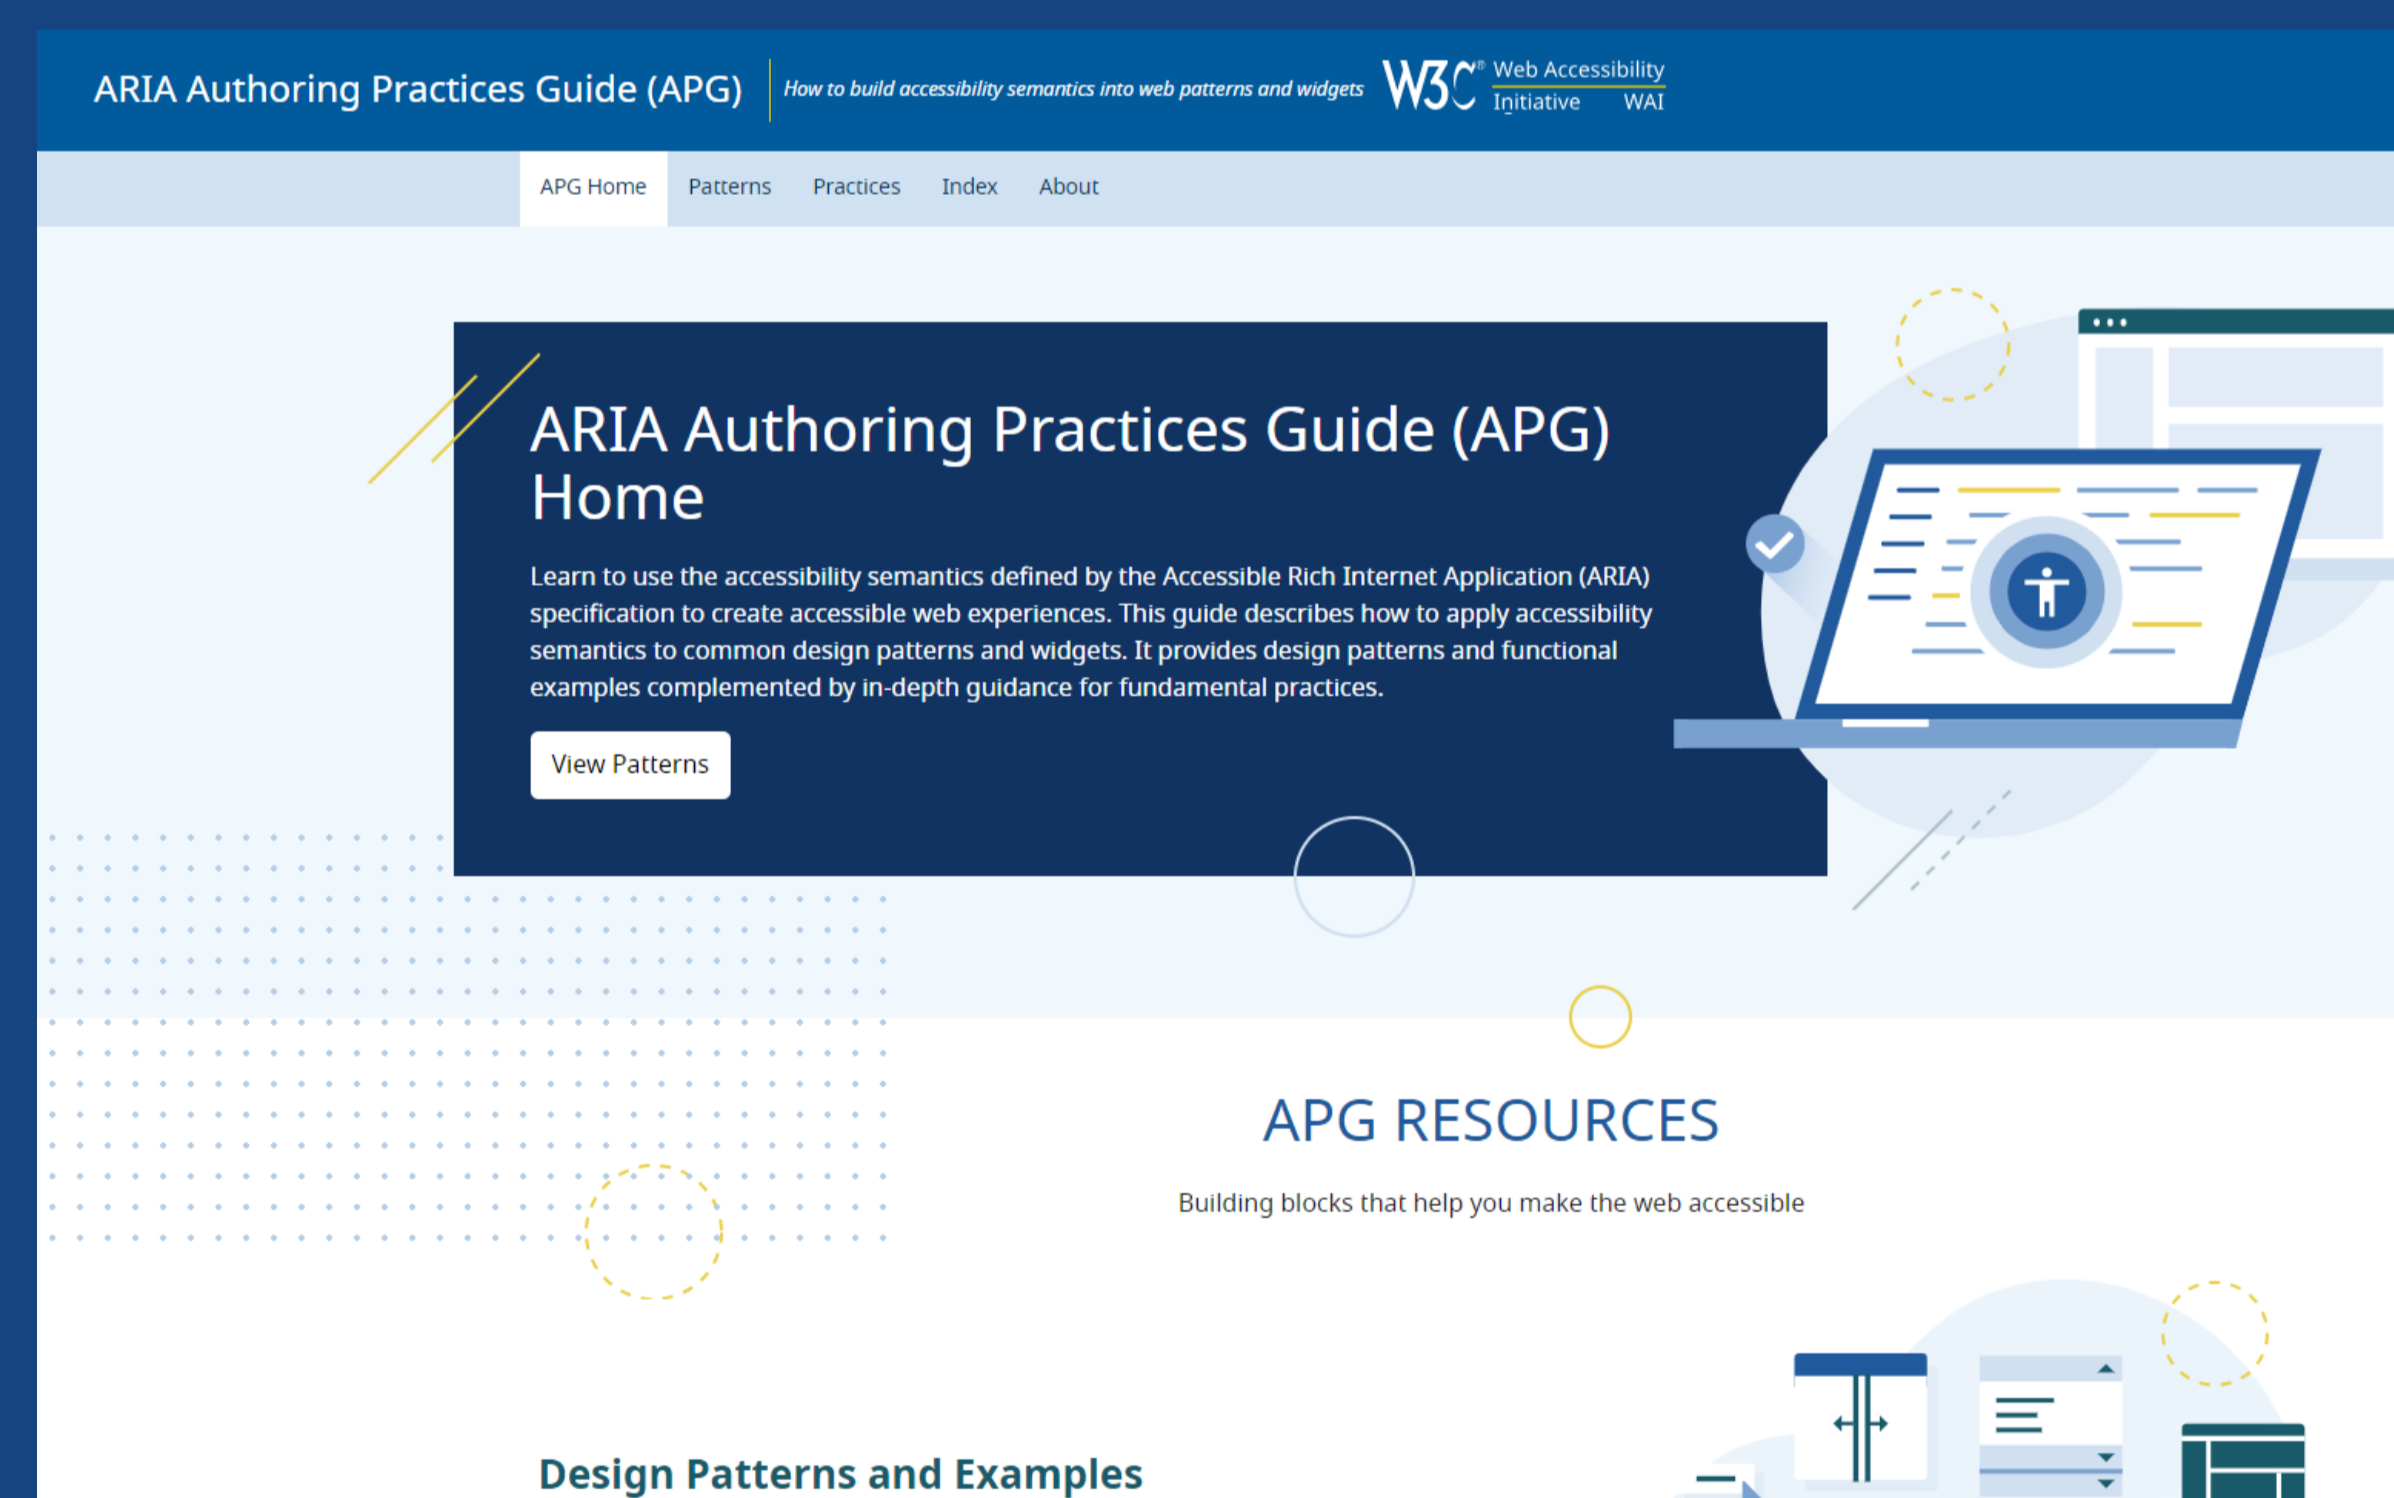 ARIA Authoring Practices Guide (APG)
How to build accessibility semantics into web patterns and widgets
W3C® Web Accessibility
Initiative WAI
APG Home Patterns Practices Index About
ARIA Authoring Practices Guide (APG)
Home
Learn to use the accessibility semantics defined by the Accessible Rich Internet Application (ARIA)
specification to create accessible web experiences. This guide describes how to apply accessibility
semantics to common design patterns and widgets. It provides design patterns and functional
examples complemented by in-depth guidance for fundamental practices.
View Patterns
APG RESOURCES
Building blocks that help you make the web accessible
Design Patterns and Examples